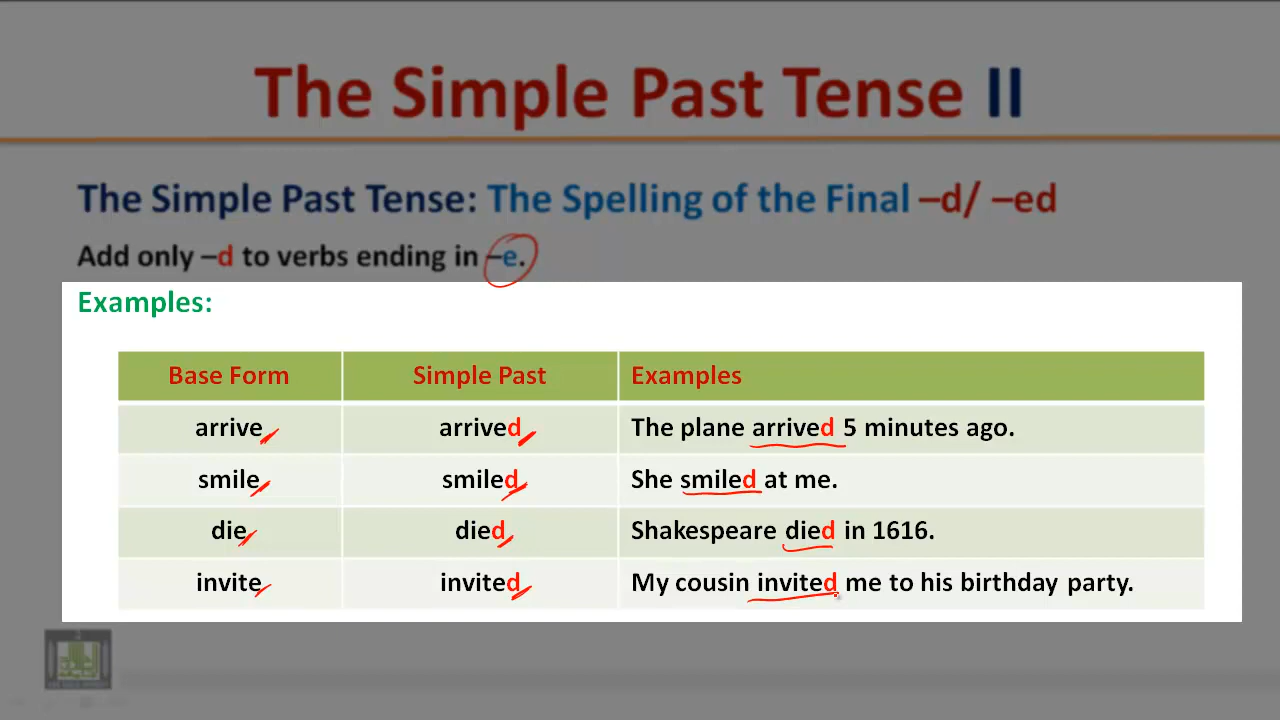 The Simple Past Tense II
The Simple Past Tense: The Spelling of the Final –d/ –ed
Add only –d to verbs ending in –e.
Examples:
Base Form Simple Past Examples
arrive arrived The plane arrived 5 minutes ago.
smile smiled She smiled at me.
die died Shakespeare died in 1616.
invite invited My cousin invited me to his birthday party.